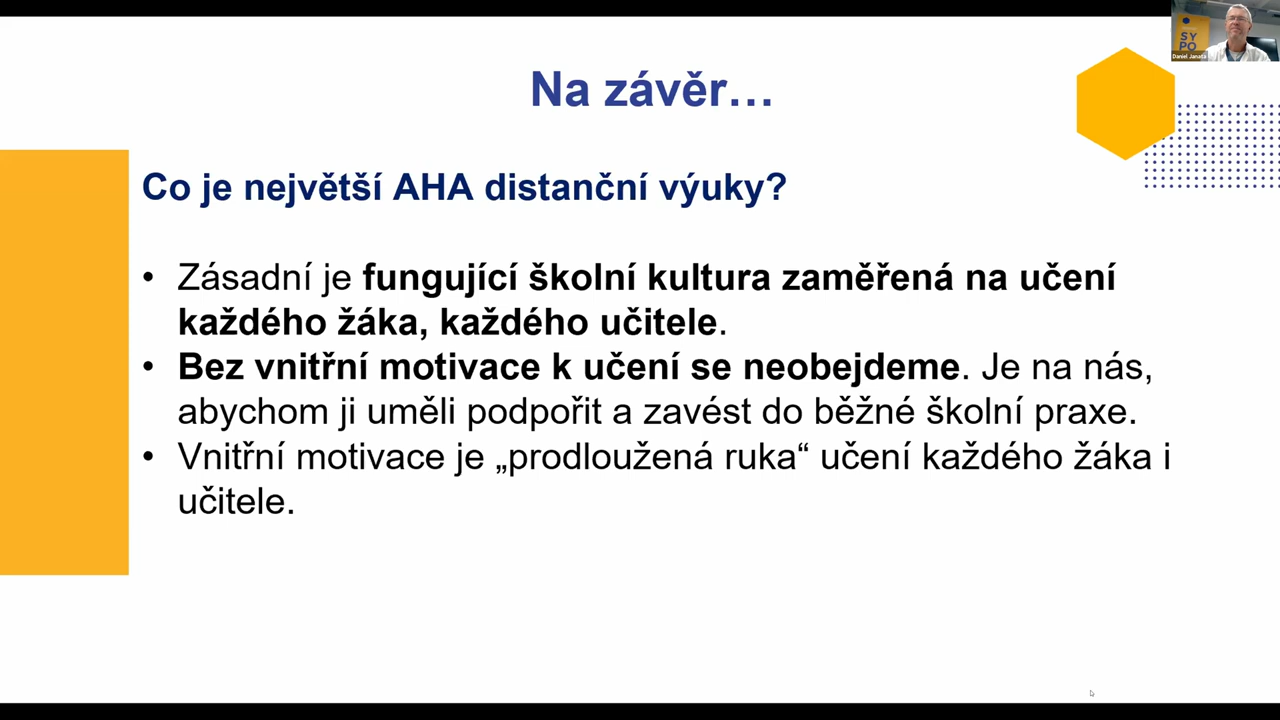 SY
PO
Daniel Janata
Na závěr…
Co je největší AHA distanční výuky?
• Zásadní je fungující školní kultura zaměřená na učení
každého žáka, každého učitele.
• Bez vnitřní motivace k učení se neobejdeme. Je na nás,
abychom ji uměli podpořit a zavést do běžné školní praxe.
• Vnitřní motivace je „prodloužená ruka“ učení každého žáka i
učitele.